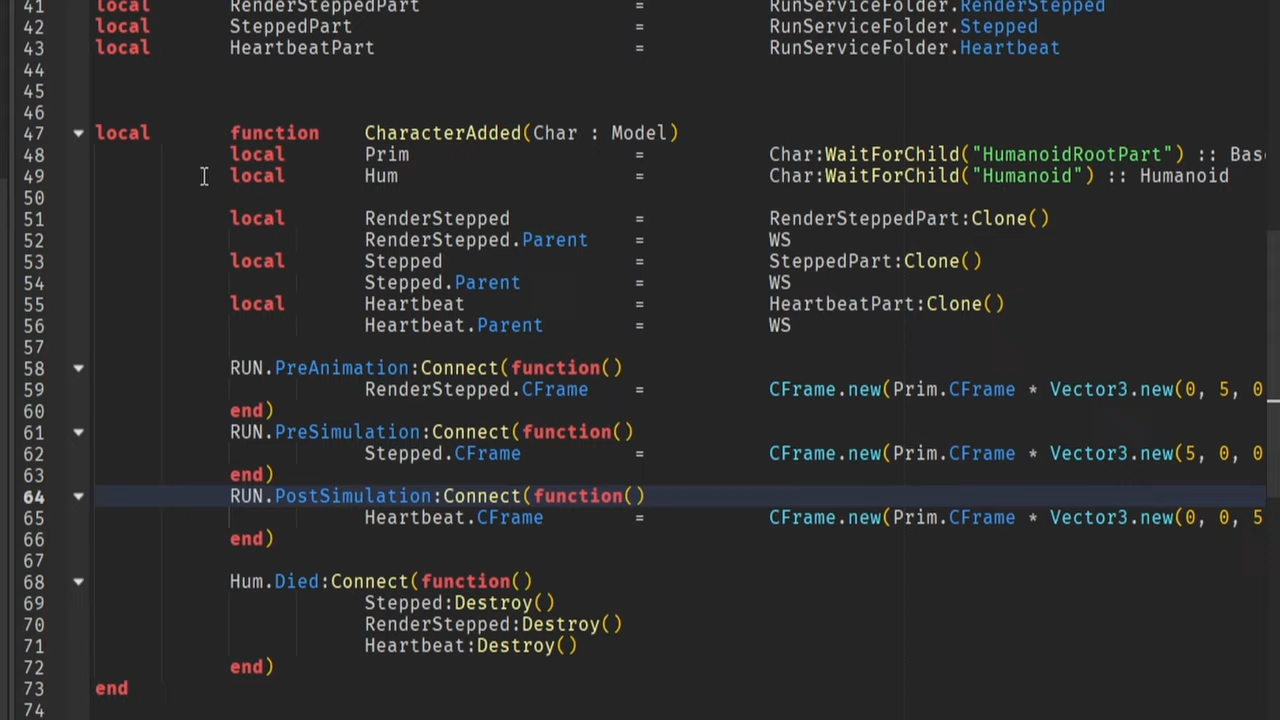 41 local RenderSteppedPart = RunServiceFolder.RenderStepped
42 local SteppedPart = RunServiceFolder.Stepped
43 local HeartbeatPart = RunServiceFolder.Heartbeat
44
45
46
47 local function CharacterAdded(Char : Model)
48 local Prim = Char:WaitForChild("HumanoidRootPart") :: Bas
49 local Hum = Char:WaitForChild("Humanoid") :: Humanoid
50
51 local RenderStepped = RenderSteppedPart:Clone()
52 RenderStepped.Parent = WS
53 local Stepped = SteppedPart:Clone()
54 Stepped.Parent = WS
55 local Heartbeat = HeartbeatPart:Clone()
56 Heartbeat.Parent = WS
57
58 RUN.PreAnimation:Connect(function()
59 RenderStepped.CFrame = CFrame.new(Prim.CFrame * Vector3.new(0, 5, 0
60 end)
61 RUN.PreSimulation:Connect(function()
62 Stepped.CFrame = CFrame.new(Prim.CFrame * Vector3.new(5, 0, 0
63 end)
64 RUN.PostSimulation:Connect(function()
65 Heartbeat.CFrame = CFrame.new(Prim.CFrame * Vector3.new(0, 0, 5
66 end)
67
68 Hum.Died:Connect(function()
69 Stepped:Destroy()
70 RenderStepped:Destroy()
71 Heartbeat:Destroy()
72 end)
73 end
74